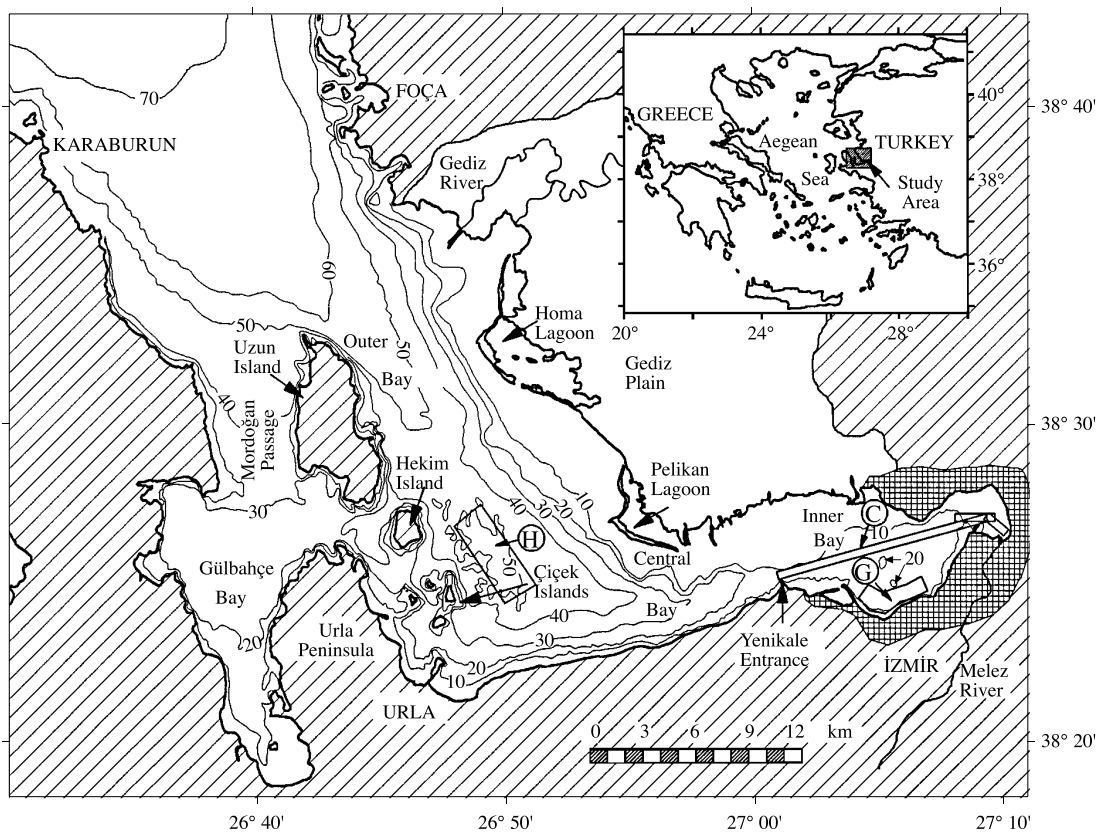 70
FOÇA
KARABURUN
Gediz
River
GREECE
Aegean
Sea
TURKEY
Study
Area
40°
38°
36°
20°
24°
28°
38° 40'
60
50
Uzun
Island
Outer
Bay
50
Homa
Lagoon
Gediz
Plain
40
Mordoğan
Passage
38° 30'
Hekim
Island
Pelikan
Lagoon
40
30
20
10
30
Inner
Bay
C
10
H
50
Central
Bay
G
20
Gülbahçe
Bay
Çiçek
Islands
40
30
20
10
20
Urla
Peninsula
URLA
Yenikale
Entrance
İZMİR
Melez
River
0 3 6 9 12 km
38° 20'
26° 40'
26° 50'
27° 00'
27° 10'